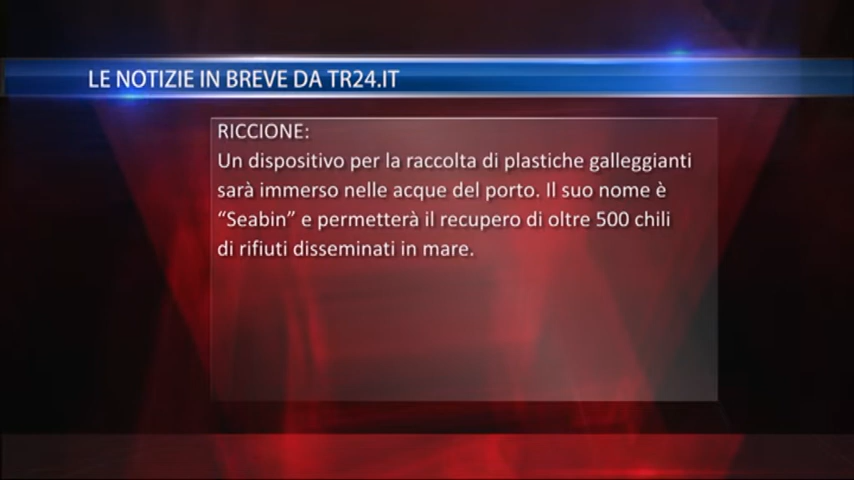 LE NOTIZIE IN BREVE DA TR24.IT
RICCIONE:
Un dispositivo per la raccolta di plastiche galleggianti
sarà immerso nelle acque del porto. Il suo nome è
“Seabin” e permetterà il recupero di oltre 500 chili
di rifiuti disseminati in mare.